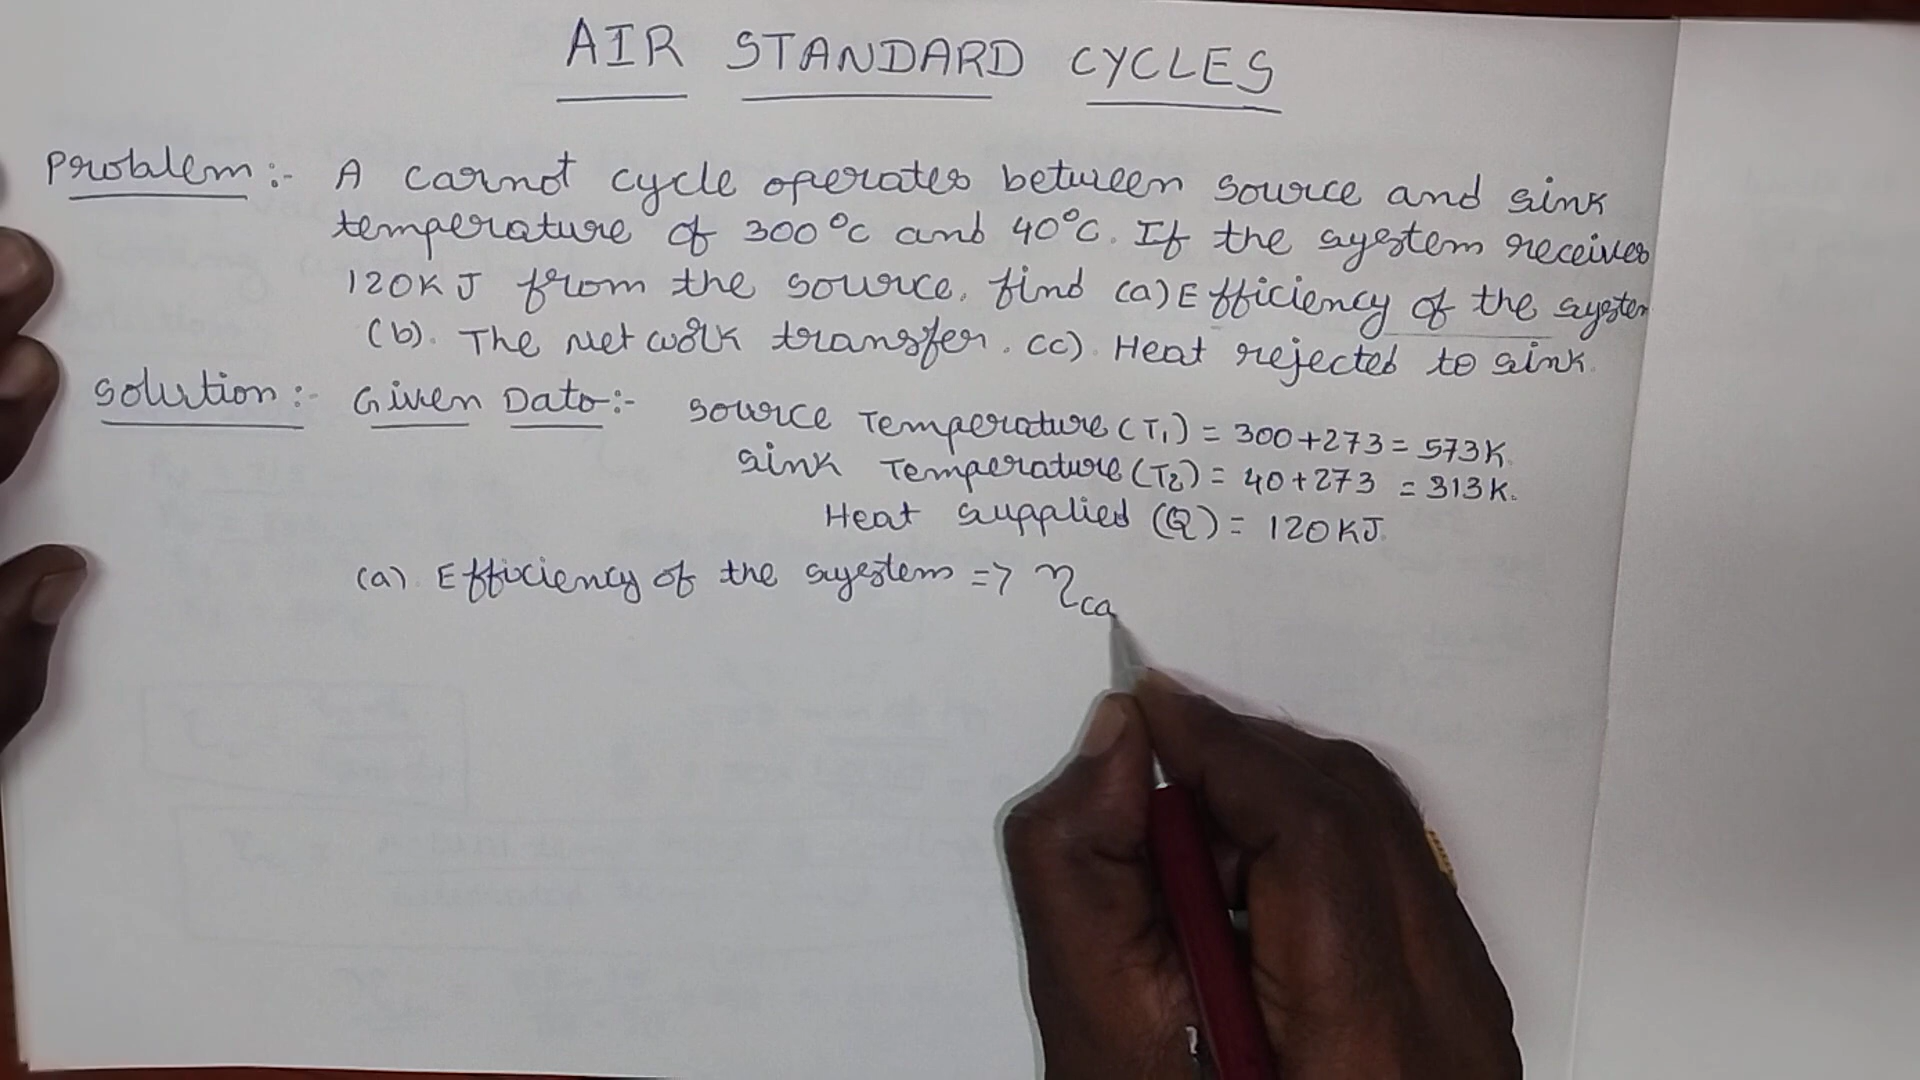 AIR STANDARD CYCLES
Problem:- A carnot cycle operates between source and sink
temperature of 300°c and 40°c. If the system receives
120KJ from the source. find (a) Efficiency of the system
(b). The net work transfer. (c). Heat rejected to sink.
Solution:- Given Data:- Source Temperature (T₁) = 300+273 = 573K.
Sink Temperature (T₂) = 40+273 = 313K.
Heat supplied (Q) = 120KJ.
(a). Efficiency of the system => η ca